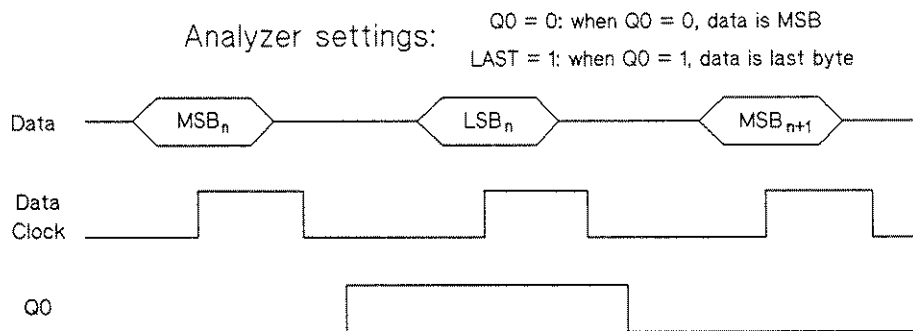 Analyzer settings:
Q0 = 0: when Q0 = 0, data is MSB
LAST = 1: when Q0 = 1, data is last byte
Data
MSBn
LSBn
MSBn+1
Data
Clock
Q0